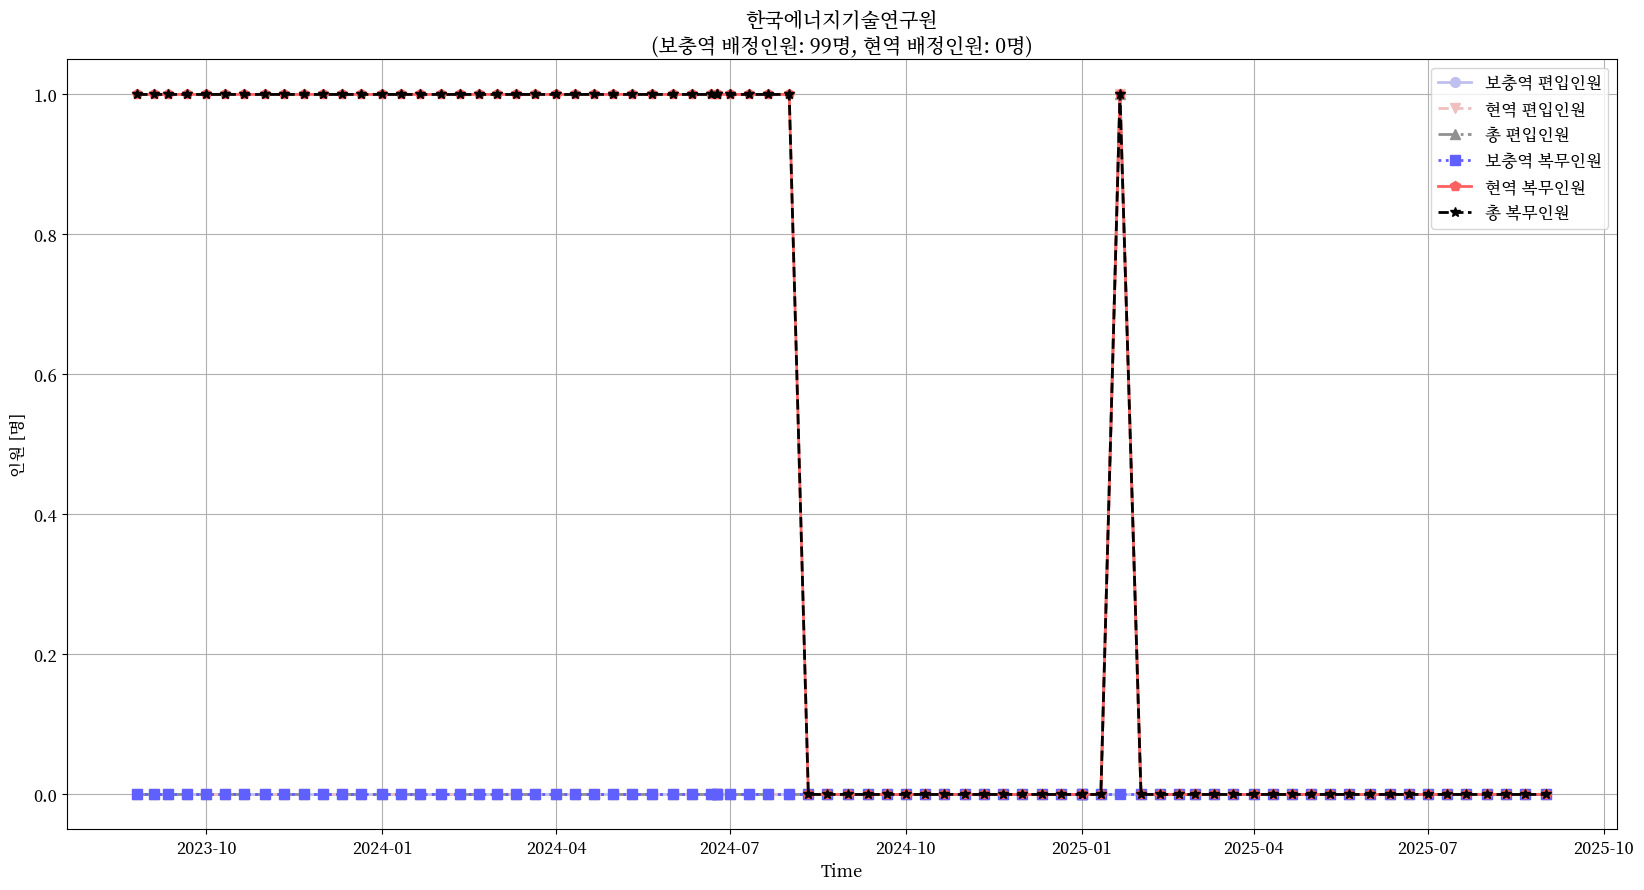 한국에너지기술연구원
(보충역 배정인원: 99명, 현역 배정인원: 0명)
보충역 편입인원
현역 편입인원
총 편입인원
보충역 복무인원
현역 복무인원
총 복무인원
인원 [명]
1.0
0.8
0.6
0.4
0.2
0.0
2023-10 2024-01 2024-04 2024-07 2024-10 2025-01 2025-04 2025-07 2025-10
Time